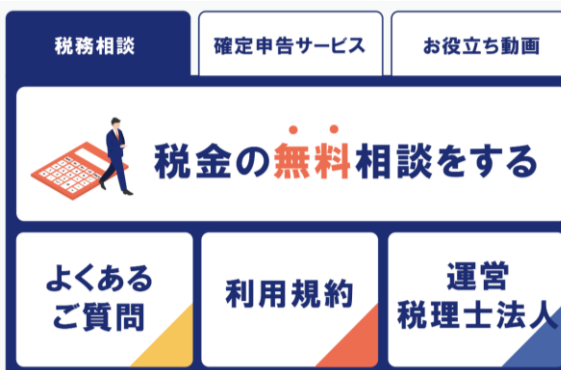 税務相談
確定申告サービス
お役立ち動画
税金の無料相談をする
よくある
ご質問
利用規約
運営
税理士法人